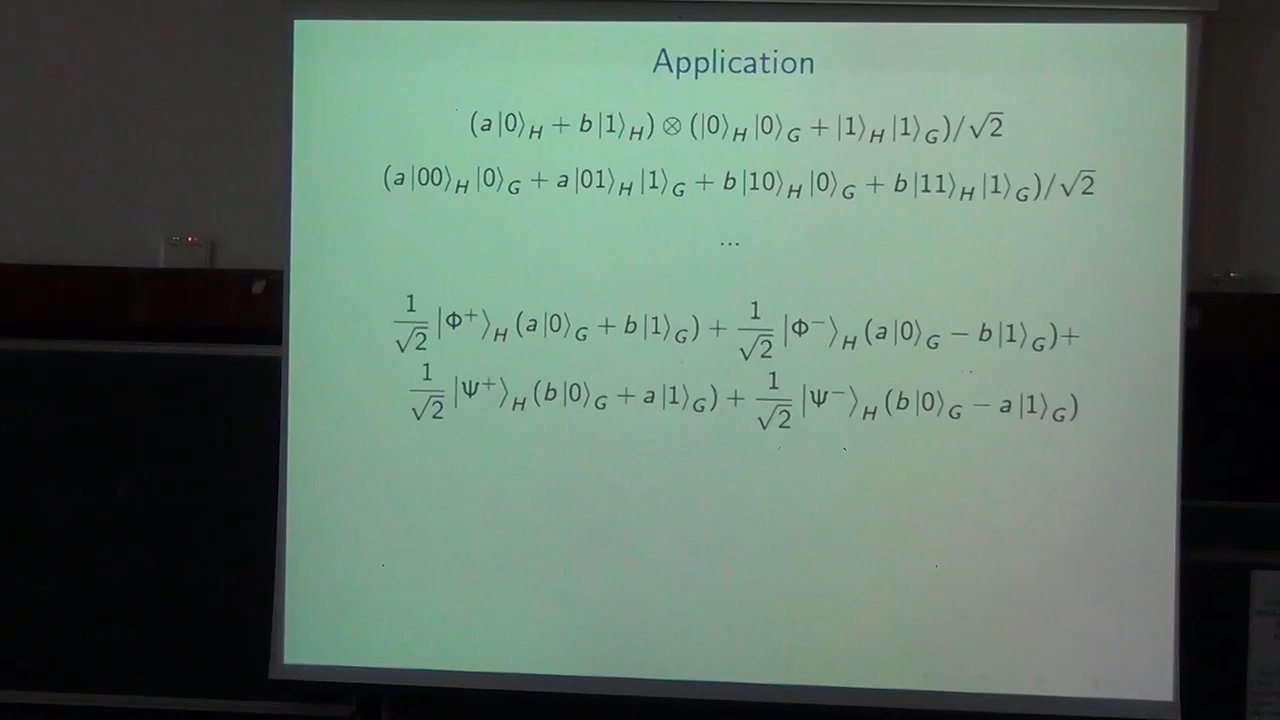 Application
(a|0⟩_H + b|1⟩_H) ⊗ (|0⟩_H|0⟩_G + |1⟩_H|1⟩_G)/√2
(a|00⟩_H|0⟩_G + a|01⟩_H|1⟩_G + b|10⟩_H|0⟩_G + b|11⟩_H|1⟩_G)/√2
...
1/√2 |Φ⁺⟩_H (a|0⟩_G + b|1⟩_G) + 1/√2 |Φ⁻⟩_H (a|0⟩_G − b|1⟩_G)+
1/√2 |Ψ⁺⟩_H (b|0⟩_G + a|1⟩_G) + 1/√2 |Ψ⁻⟩_H (b|0⟩_G − a|1⟩_G)